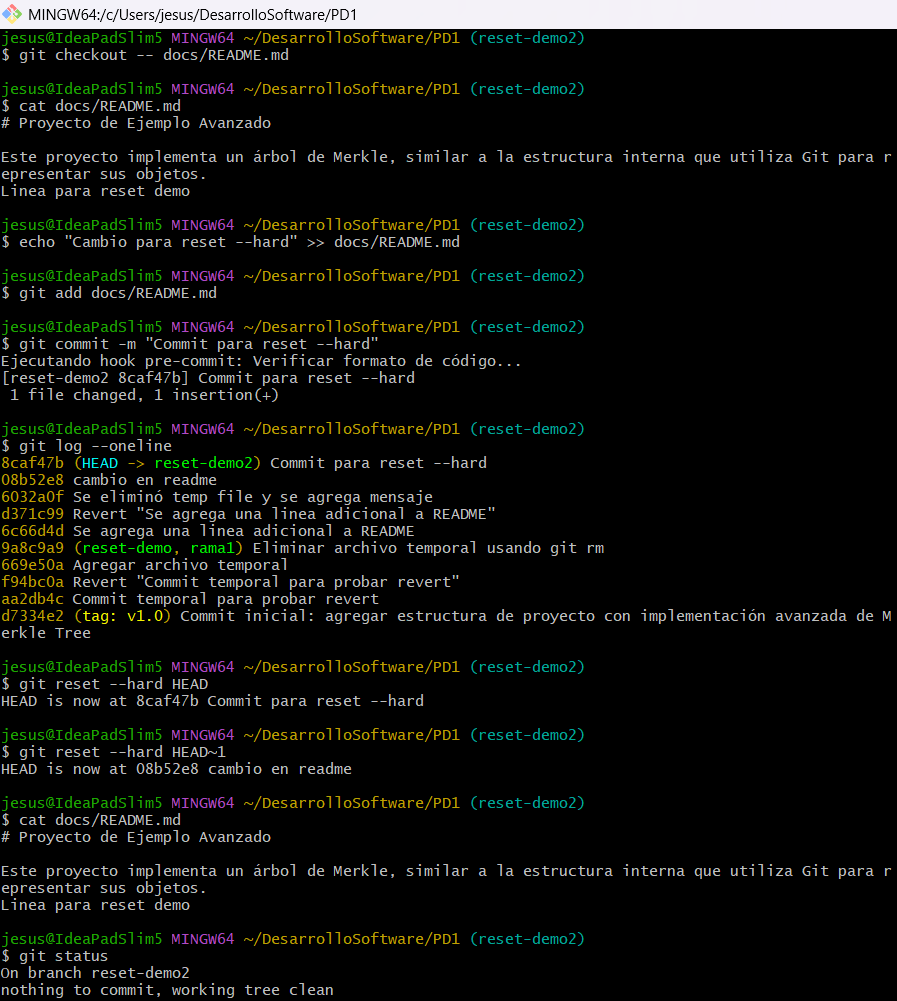 MINGW64:/c/Users/jesus/DesarrolloSoftware/PD1
jesus@IdeaPadSlim5 MINGW64 ~/DesarrolloSoftware/PD1 (reset-demo2)
$ git checkout -- docs/README.md

jesus@IdeaPadSlim5 MINGW64 ~/DesarrolloSoftware/PD1 (reset-demo2)
$ cat docs/README.md
# Proyecto de Ejemplo Avanzado

Este proyecto implementa un árbol de Merkle, similar a la estructura interna que utiliza Git para r
epresentar sus objetos.
Linea para reset demo

jesus@IdeaPadSlim5 MINGW64 ~/DesarrolloSoftware/PD1 (reset-demo2)
$ echo "Cambio para reset --hard" >> docs/README.md

jesus@IdeaPadSlim5 MINGW64 ~/DesarrolloSoftware/PD1 (reset-demo2)
$ git add docs/README.md

jesus@IdeaPadSlim5 MINGW64 ~/DesarrolloSoftware/PD1 (reset-demo2)
$ git commit -m "Commit para reset --hard"
Ejecutando hook pre-commit: Verificar formato de código...
[reset-demo2 8caf47b] Commit para reset --hard
 1 file changed, 1 insertion(+)

jesus@IdeaPadSlim5 MINGW64 ~/DesarrolloSoftware/PD1 (reset-demo2)
$ git log --oneline
8caf47b (HEAD -> reset-demo2) Commit para reset --hard
08b52e8 cambio en readme
6032a0f Se eliminó temp file y se agrega mensaje
d371c99 Revert "Se agrega una linea adicional a README"
6c66d4d Se agrega una linea adicional a README
9a8c9a9 (reset-demo, rama1) Eliminar archivo temporal usando git rm
669e50a Agregar archivo temporal
f94bc0a Revert "Commit temporal para probar revert"
aa2db4c Commit temporal para probar revert
d7334e2 (tag: v1.0) Commit inicial: agregar estructura de proyecto con implementación avanzada de M
erkle Tree

jesus@IdeaPadSlim5 MINGW64 ~/DesarrolloSoftware/PD1 (reset-demo2)
$ git reset --hard HEAD
HEAD is now at 8caf47b Commit para reset --hard

jesus@IdeaPadSlim5 MINGW64 ~/DesarrolloSoftware/PD1 (reset-demo2)
$ git reset --hard HEAD~1
HEAD is now at 08b52e8 cambio en readme

jesus@IdeaPadSlim5 MINGW64 ~/DesarrolloSoftware/PD1 (reset-demo2)
$ cat docs/README.md
# Proyecto de Ejemplo Avanzado

Este proyecto implementa un árbol de Merkle, similar a la estructura interna que utiliza Git para r
epresentar sus objetos.
Linea para reset demo

jesus@IdeaPadSlim5 MINGW64 ~/DesarrolloSoftware/PD1 (reset-demo2)
$ git status
On branch reset-demo2
nothing to commit, working tree clean